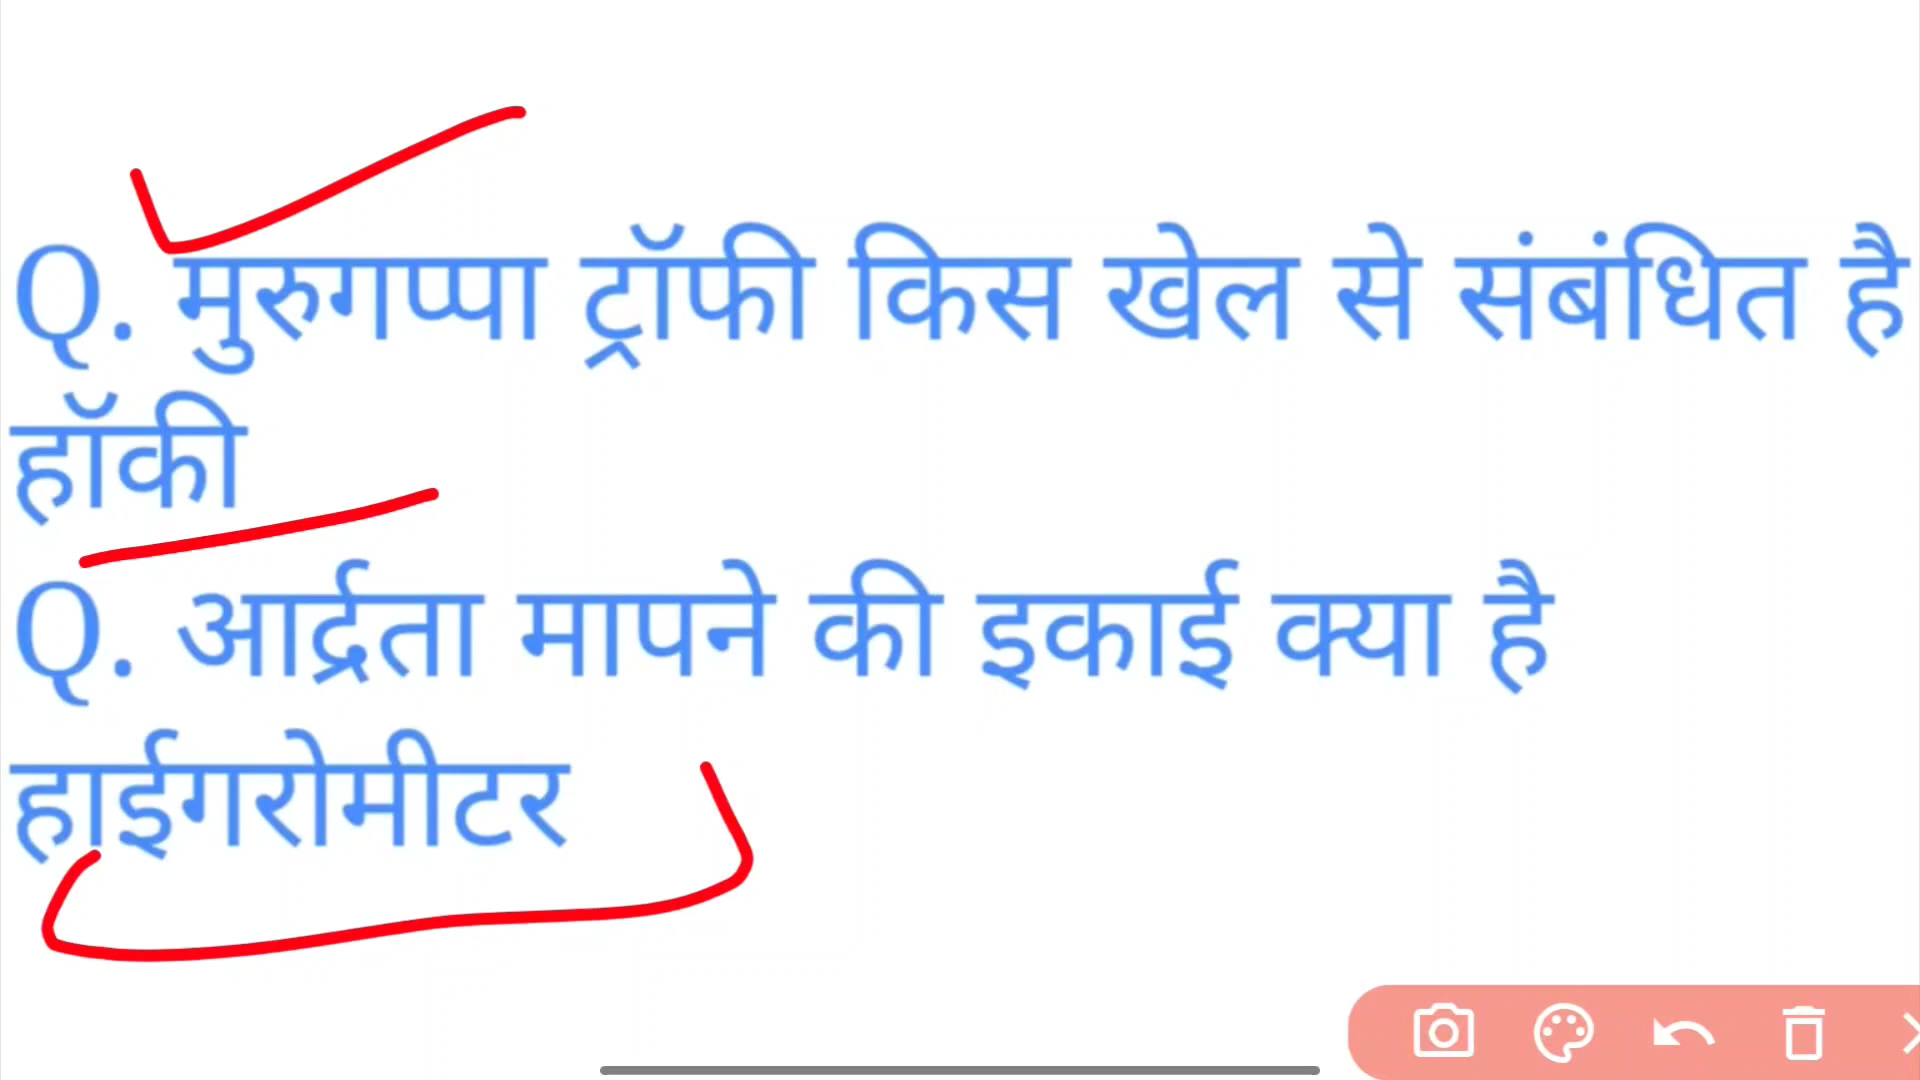 Q. मुरुगप्पा ट्रॉफी किस खेल से संबंधित है
हॉकी
Q. आर्द्रता मापने की इकाई क्या है
हाईगरोमीटर